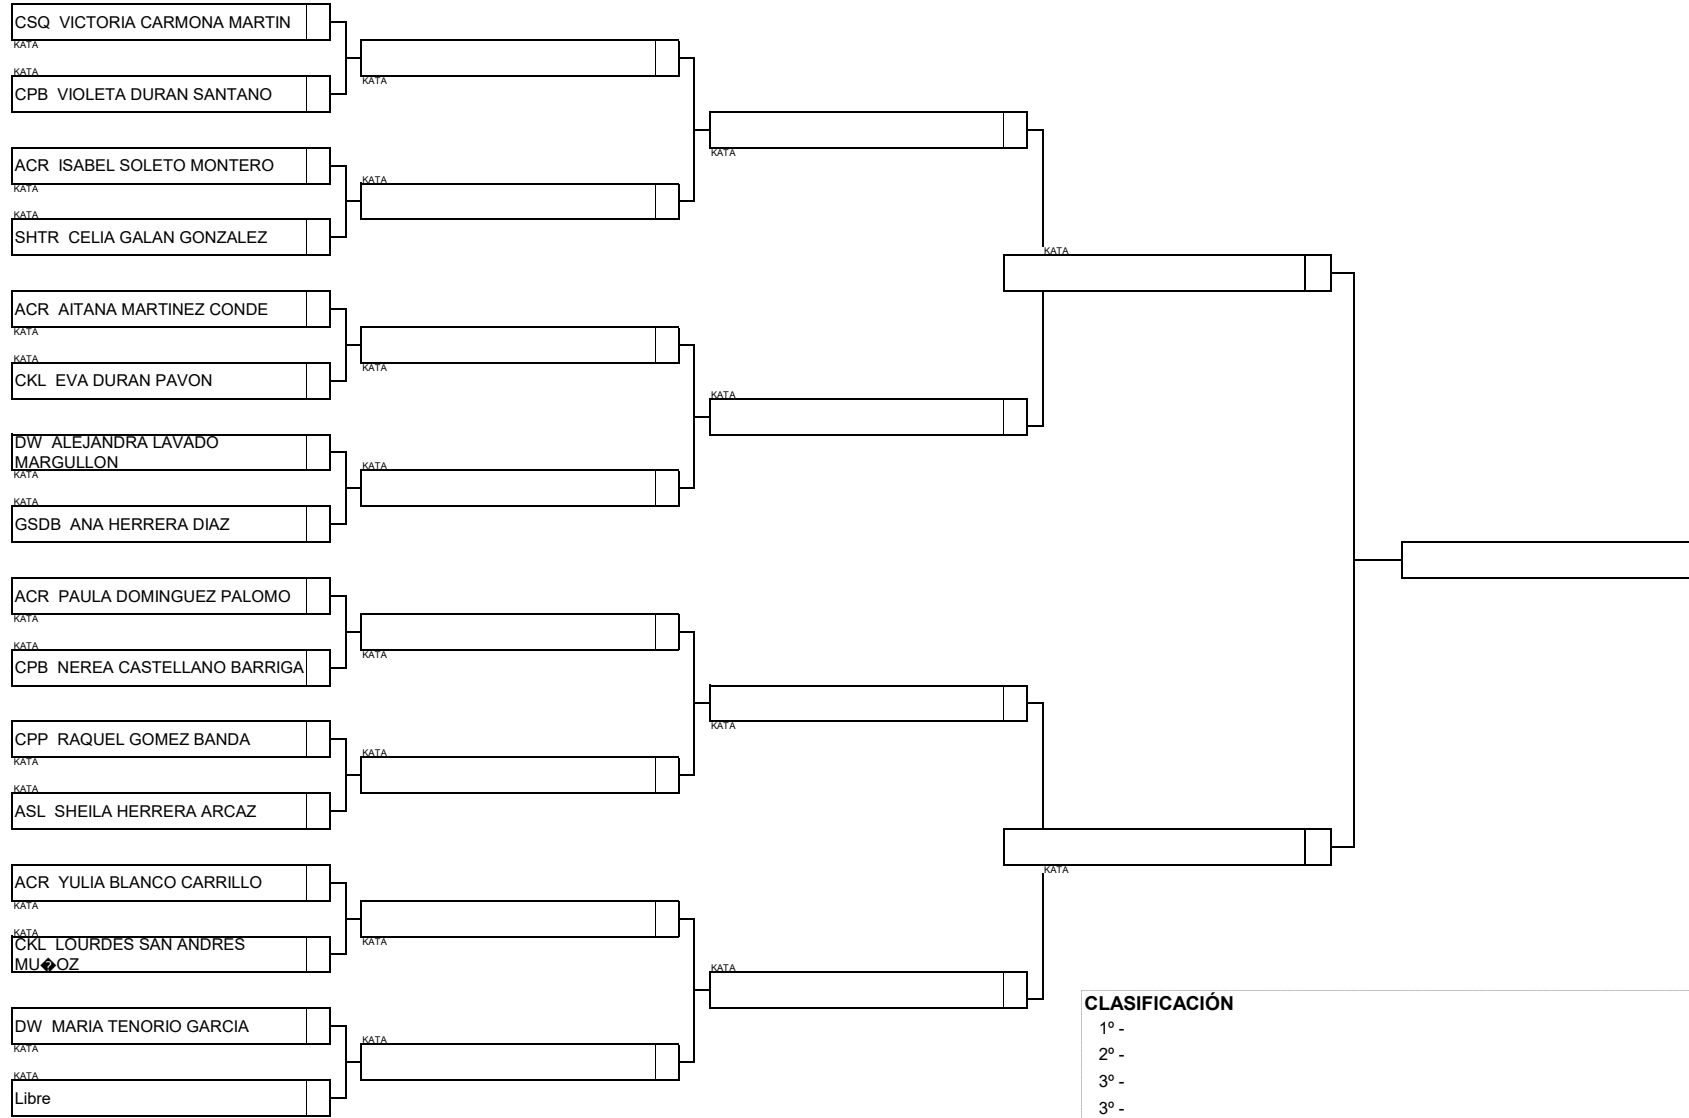 CSQ VICTORIA CARMONA MARTIN
KATA
KATA
CPB VIOLETA DURAN SANTANO
KATA
KATA
ACR ISABEL SOLETO MONTERO
KATA
KATA
KATA
SHTR CELIA GALAN GONZALEZ
KATA
ACR AITANA MARTINEZ CONDE
KATA
KATA
CKL EVA DURAN PAVON
KATA
KATA
DW ALEJANDRA LAVADO
MARGULLON
KATA
KATA
KATA
GSDB ANA HERRERA DIAZ
ACR PAULA DOMINGUEZ PALOMO
KATA
KATA
CPB NEREA CASTELLANO BARRIGA
KATA
KATA
CPP RAQUEL GOMEZ BANDA
KATA
KATA
KATA
ASL SHEILA HERRERA ARCAZ
KATA
ACR YULIA BLANCO CARRILLO
KATA
KATA
CKL LOURDES SAN ANDRES
MU�OZ
KATA
KATA
DW MARIA TENORIO GARCIA
KATA
KATA
KATA
Libre
CLASIFICACIÓN
1º -
2º -
3º -
3º -